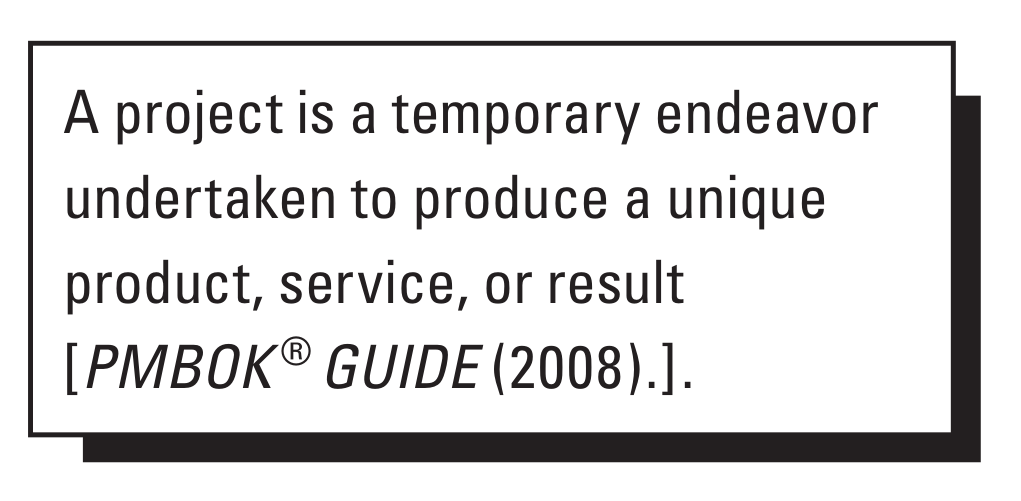 A project is a temporary endeavor
undertaken to produce a unique
product, service, or result
[PMBOK® GUIDE (2008).].